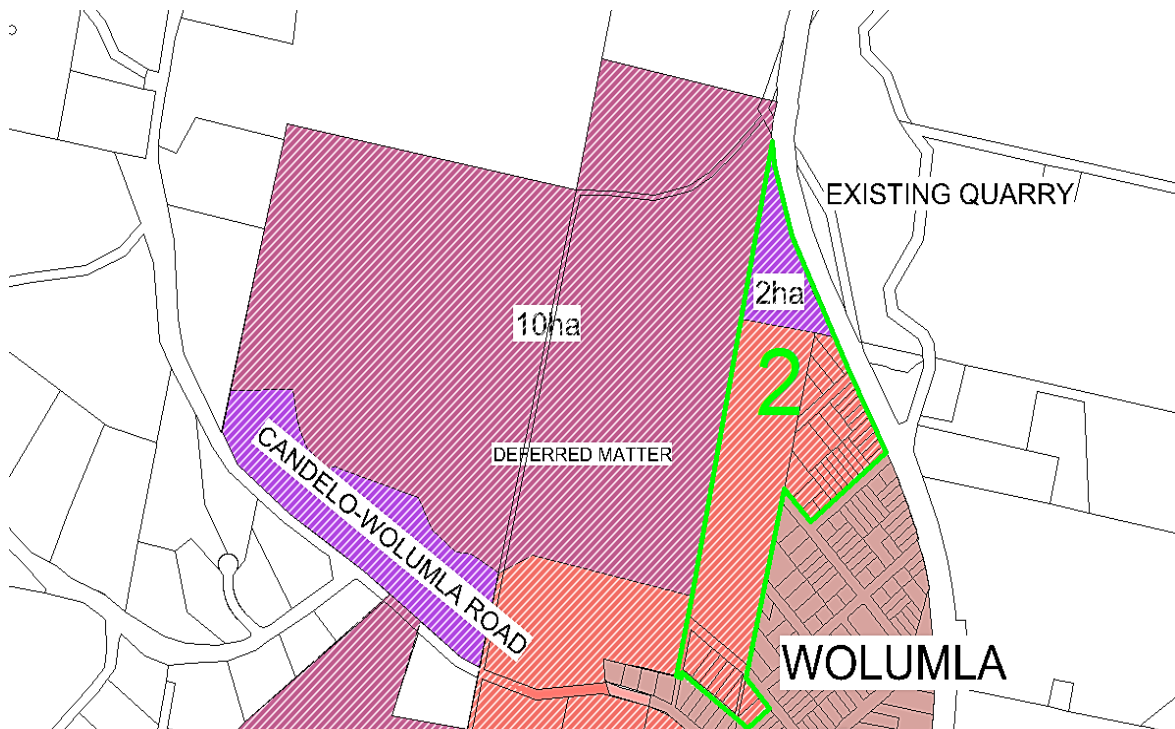 EXISTING QUARRY
2ha
10ha
2
CANDELO-WOLUMLA ROAD
DEFERRED MATTER
WOLUMLA